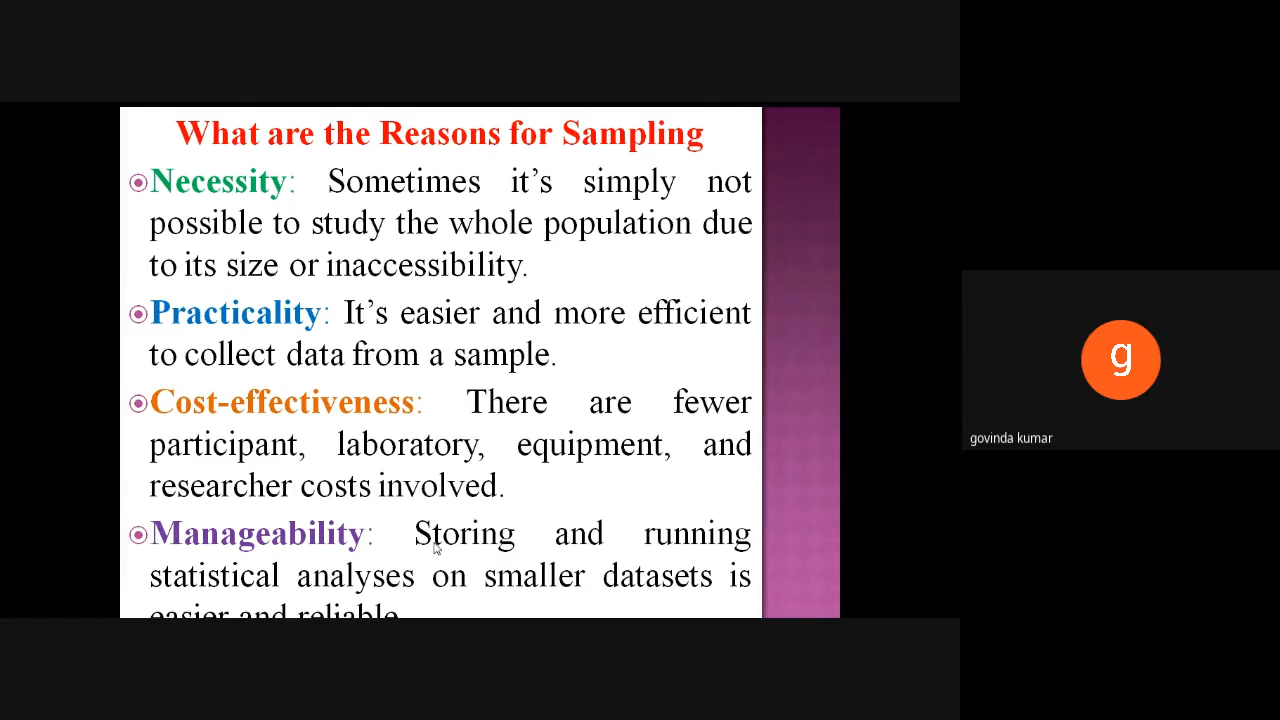 What are the Reasons for Sampling
Necessity: Sometimes it’s simply not
possible to study the whole population due
to its size or inaccessibility.
Practicality: It’s easier and more efficient
to collect data from a sample.
Cost-effectiveness: There are fewer
participant, laboratory, equipment, and
researcher costs involved.
Manageability: Storing and running
statistical analyses on smaller datasets is
easier and reliable.
g
govinda kumar